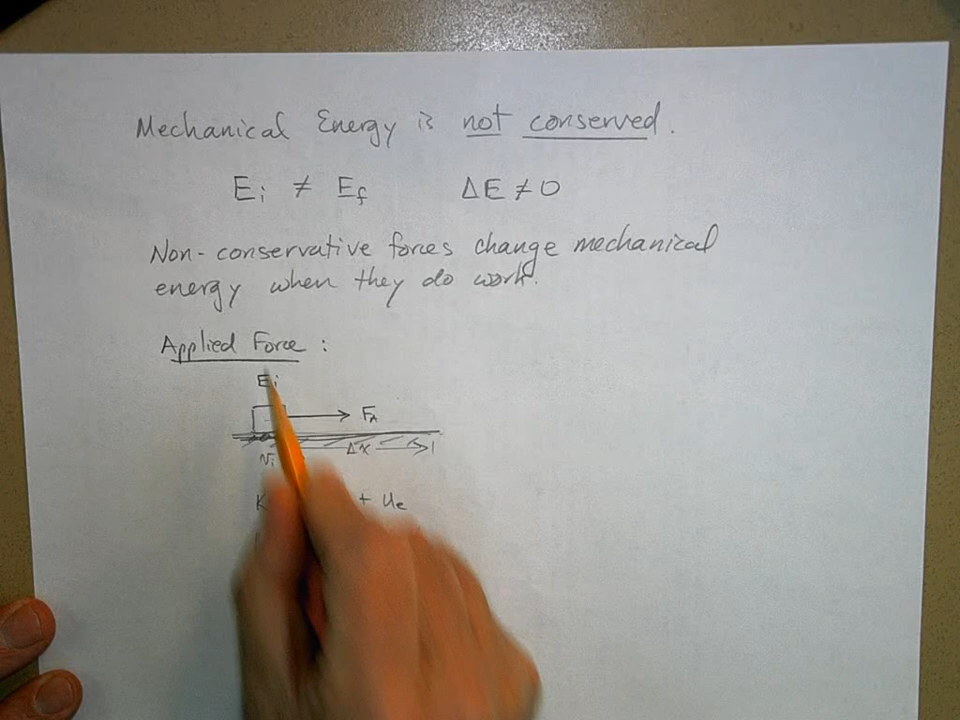 Mechanical Energy is not conserved.
Ei ≠ Ef ΔE ≠ 0
Non-conservative forces change mechanical
energy when they do work.
Applied Force :
Ei
FA
Δx
vi
K + Ue